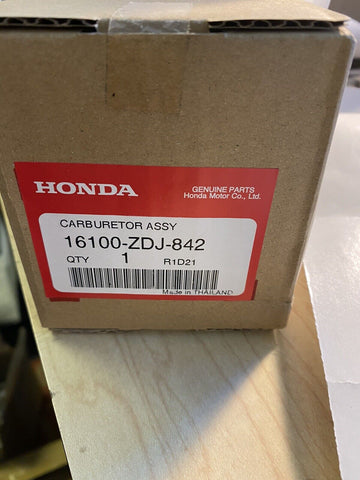 HONDA
GENUINE PARTS
Honda Motor Co., Ltd.
CARBURETOR ASSY
16100-ZDJ-842
QTY 1 R1D21
Made in THAILAND